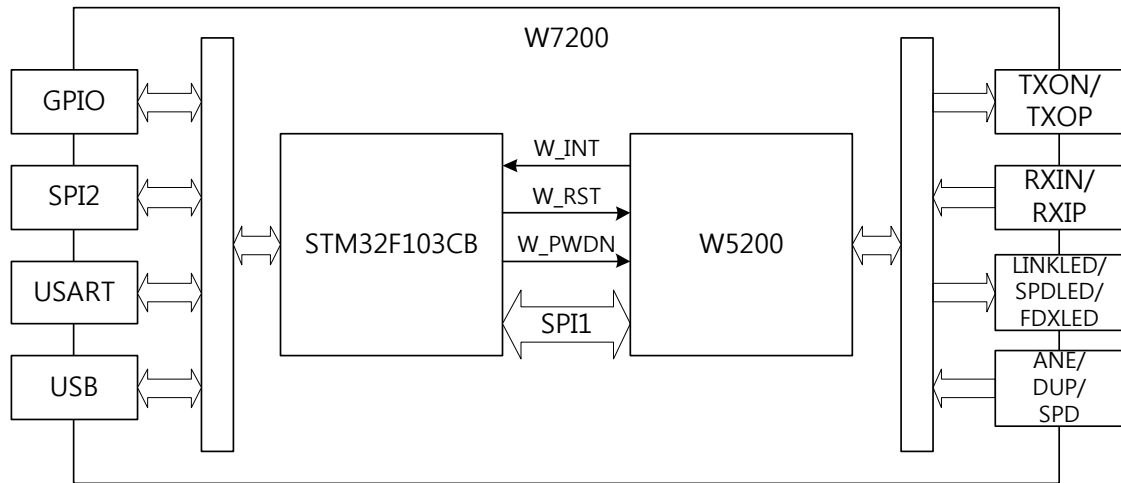 W7200
GPIO
SPI2
USART
USB
STM32F103CB
W_INT
W_RST
W_PWDN
SPI1
W5200
TXON/
TXOP
RXIN/
RXIP
LINKLED/
SPDLED/
FDXLED
ANE/
DUP/
SPD